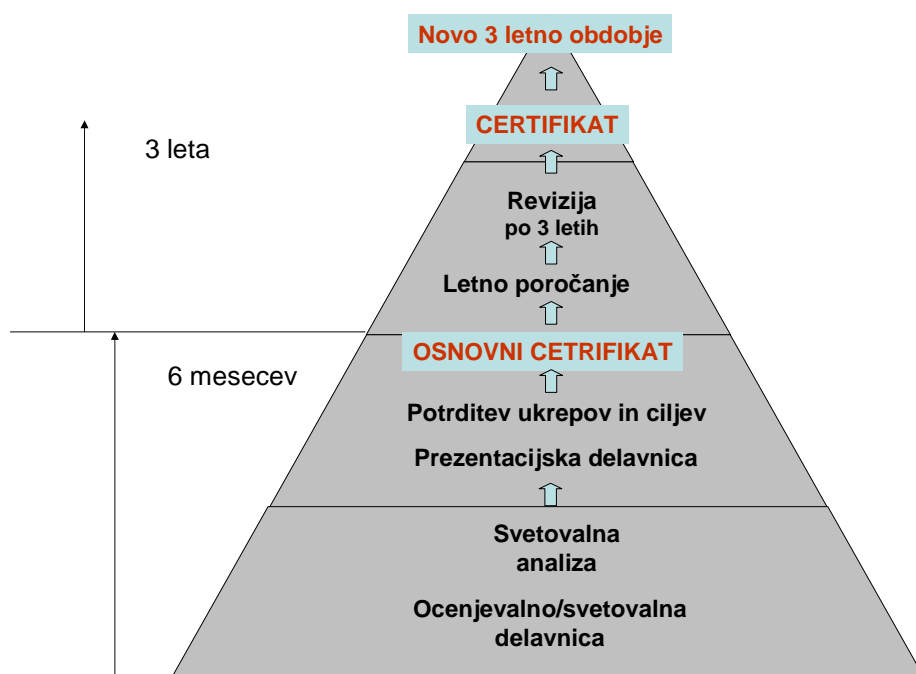 Novo 3 letno obdobje
CERTIFIKAT
3 leta
Revizija
po 3 letih
Letno poročanje
OSNOVNI CETRIFIKAT
6 mesecev
Potrditev ukrepov in ciljev
Prezentacijska delavnica
Svetovalna
analiza
Ocenjevalno/svetovalna
delavnica